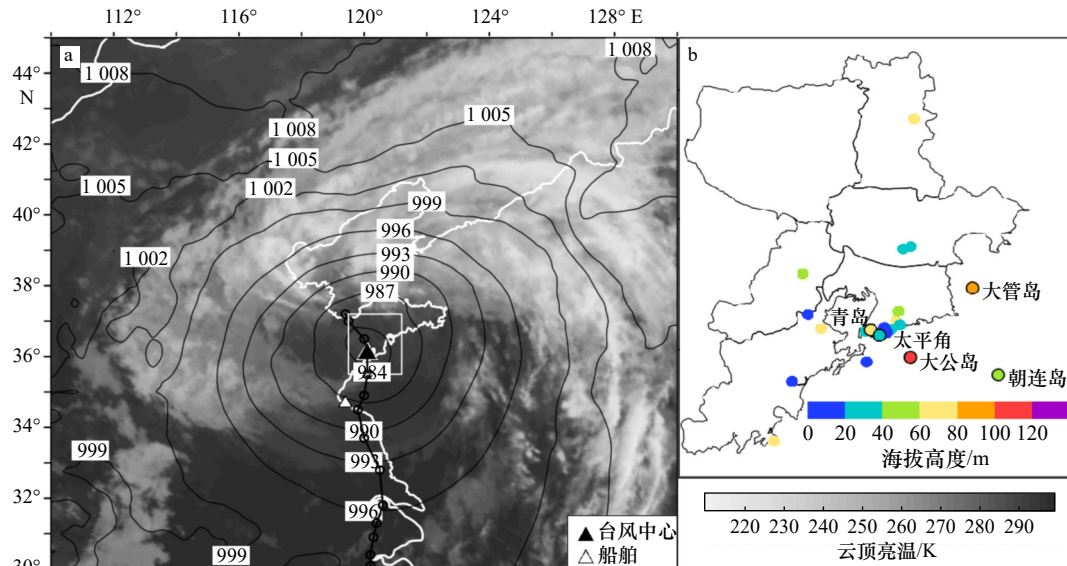 112°
116°
120°
124°
128° E
a
44°
N
42°
40°
38°
36°
34°
32°
30°
1 008
1 008
1 008
1 005
1 005
1 005
1 002
1 002
999
996
993
990
987
984
990
993
996
999
999
▲台风中心
△船舶
b
大管岛
青岛
太平角
大公岛
朝连岛
0 20 40 60 80 100 120
海拔高度/m
220 230 240 250 260 270 280 290
云顶亮温/K